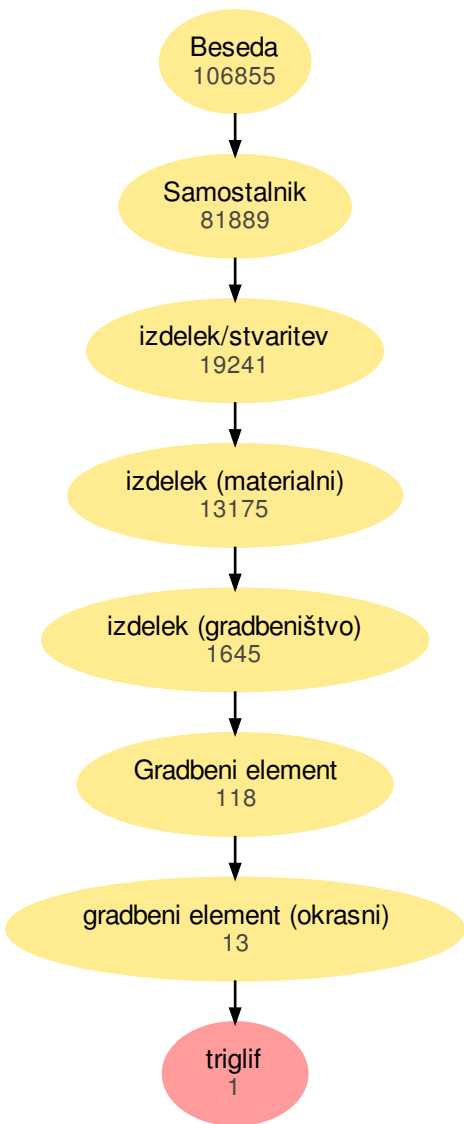 Beseda
106855
Samostalnik
81889
izdelek/stvaritev
19241
izdelek (materialni)
13175
izdelek (gradbeništvo)
1645
Gradbeni element
118
gradbeni element (okrasni)
13
triglif
1